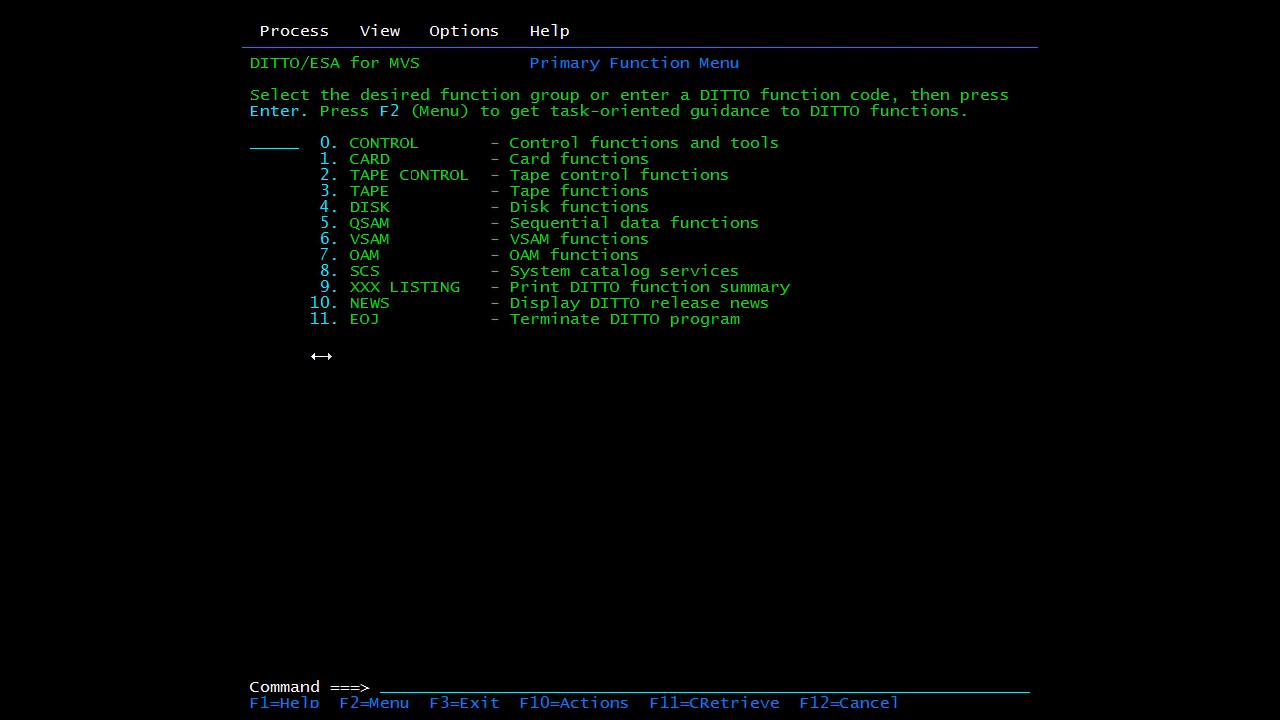 Process   View   Options   Help
DITTO/ESA for MVS           Primary Function Menu
Select the desired function group or enter a DITTO function code, then press
Enter. Press F2 (Menu) to get task-oriented guidance to DITTO functions.
_____  0. CONTROL       - Control functions and tools
1. CARD          - Card functions
2. TAPE CONTROL  - Tape control functions
3. TAPE          - Tape functions
4. DISK          - Disk functions
5. QSAM          - Sequential data functions
6. VSAM          - VSAM functions
7. OAM           - OAM functions
8. SCS           - System catalog services
9. XXX LISTING   - Print DITTO function summary
10. NEWS          - Display DITTO release news
11. EOJ           - Terminate DITTO program
Command ===> _________________________________________________________________
F1=Help  F2=Menu  F3=Exit  F10=Actions  F11=CRetrieve  F12=Cancel